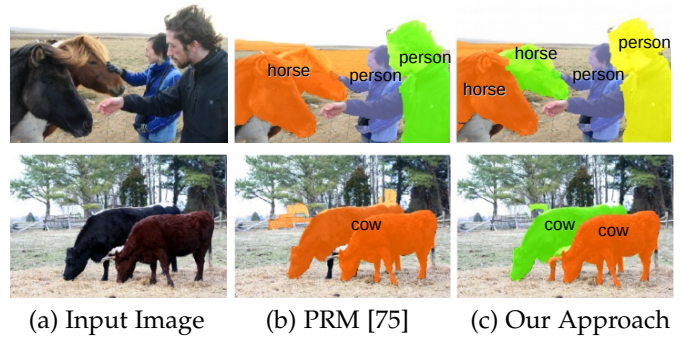 horse
person
person
horse
horse
person
person
cow
cow
cow
(a) Input Image (b) PRM [75] (c) Our Approach